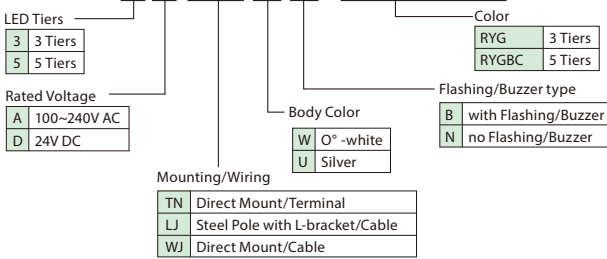 LED Tiers
3 3 Tiers
5 5 Tiers
Rated Voltage
A 100~240V AC
D 24V DC
Mounting/Wiring
TN Direct Mount/Terminal
LJ Steel Pole with L-bracket/Cable
WJ Direct Mount/Cable
Body Color
W O° -white
U Silver
Flashing/Buzzer type
B with Flashing/Buzzer
N no Flashing/Buzzer
Color
RYG 3 Tiers
RYGBC 5 Tiers